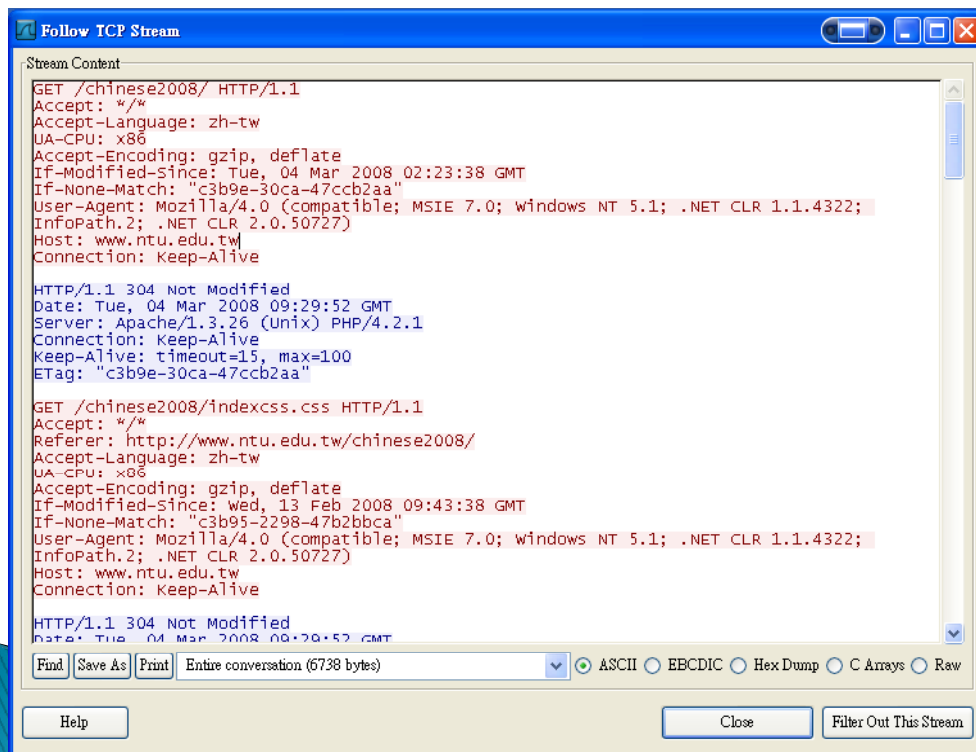 Follow TCP Stream
Stream Content
GET /chinese2008/ HTTP/1.1
Accept: */*
Accept-Language: zh-tw
UA-CPU: x86
Accept-Encoding: gzip, deflate
If-Modified-Since: Tue, 04 Mar 2008 02:23:38 GMT
If-None-Match: "c3b9e-30ca-47ccb2aa"
User-Agent: Mozilla/4.0 (compatible; MSIE 7.0; Windows NT 5.1; .NET CLR 1.1.4322;
InfoPath.2; .NET CLR 2.0.50727)
Host: www.ntu.edu.tw
Connection: Keep-Alive
HTTP/1.1 304 Not Modified
Date: Tue, 04 Mar 2008 09:29:52 GMT
Server: Apache/1.3.26 (Unix) PHP/4.2.1
Connection: Keep-Alive
Keep-Alive: timeout=15, max=100
ETag: "c3b9e-30ca-47ccb2aa"
GET /chinese2008/indexcss.css HTTP/1.1
Accept: */*
Referer: http://www.ntu.edu.tw/chinese2008/
Accept-Language: zh-tw
UA-CPU: x86
Accept-Encoding: gzip, deflate
If-Modified-Since: Wed, 13 Feb 2008 09:43:38 GMT
If-None-Match: "c3b95-2298-47b2bbca"
User-Agent: Mozilla/4.0 (compatible; MSIE 7.0; Windows NT 5.1; .NET CLR 1.1.4322;
InfoPath.2; .NET CLR 2.0.50727)
Host: www.ntu.edu.tw
Connection: Keep-Alive
HTTP/1.1 304 Not Modified
Date: Tue, 04 Mar 2008 09:29:52 GMT
Find Save As Print Entire conversation (6738 bytes) ASCII EBCDIC Hex Dump C Arrays Raw
Help Close Filter Out This Stream